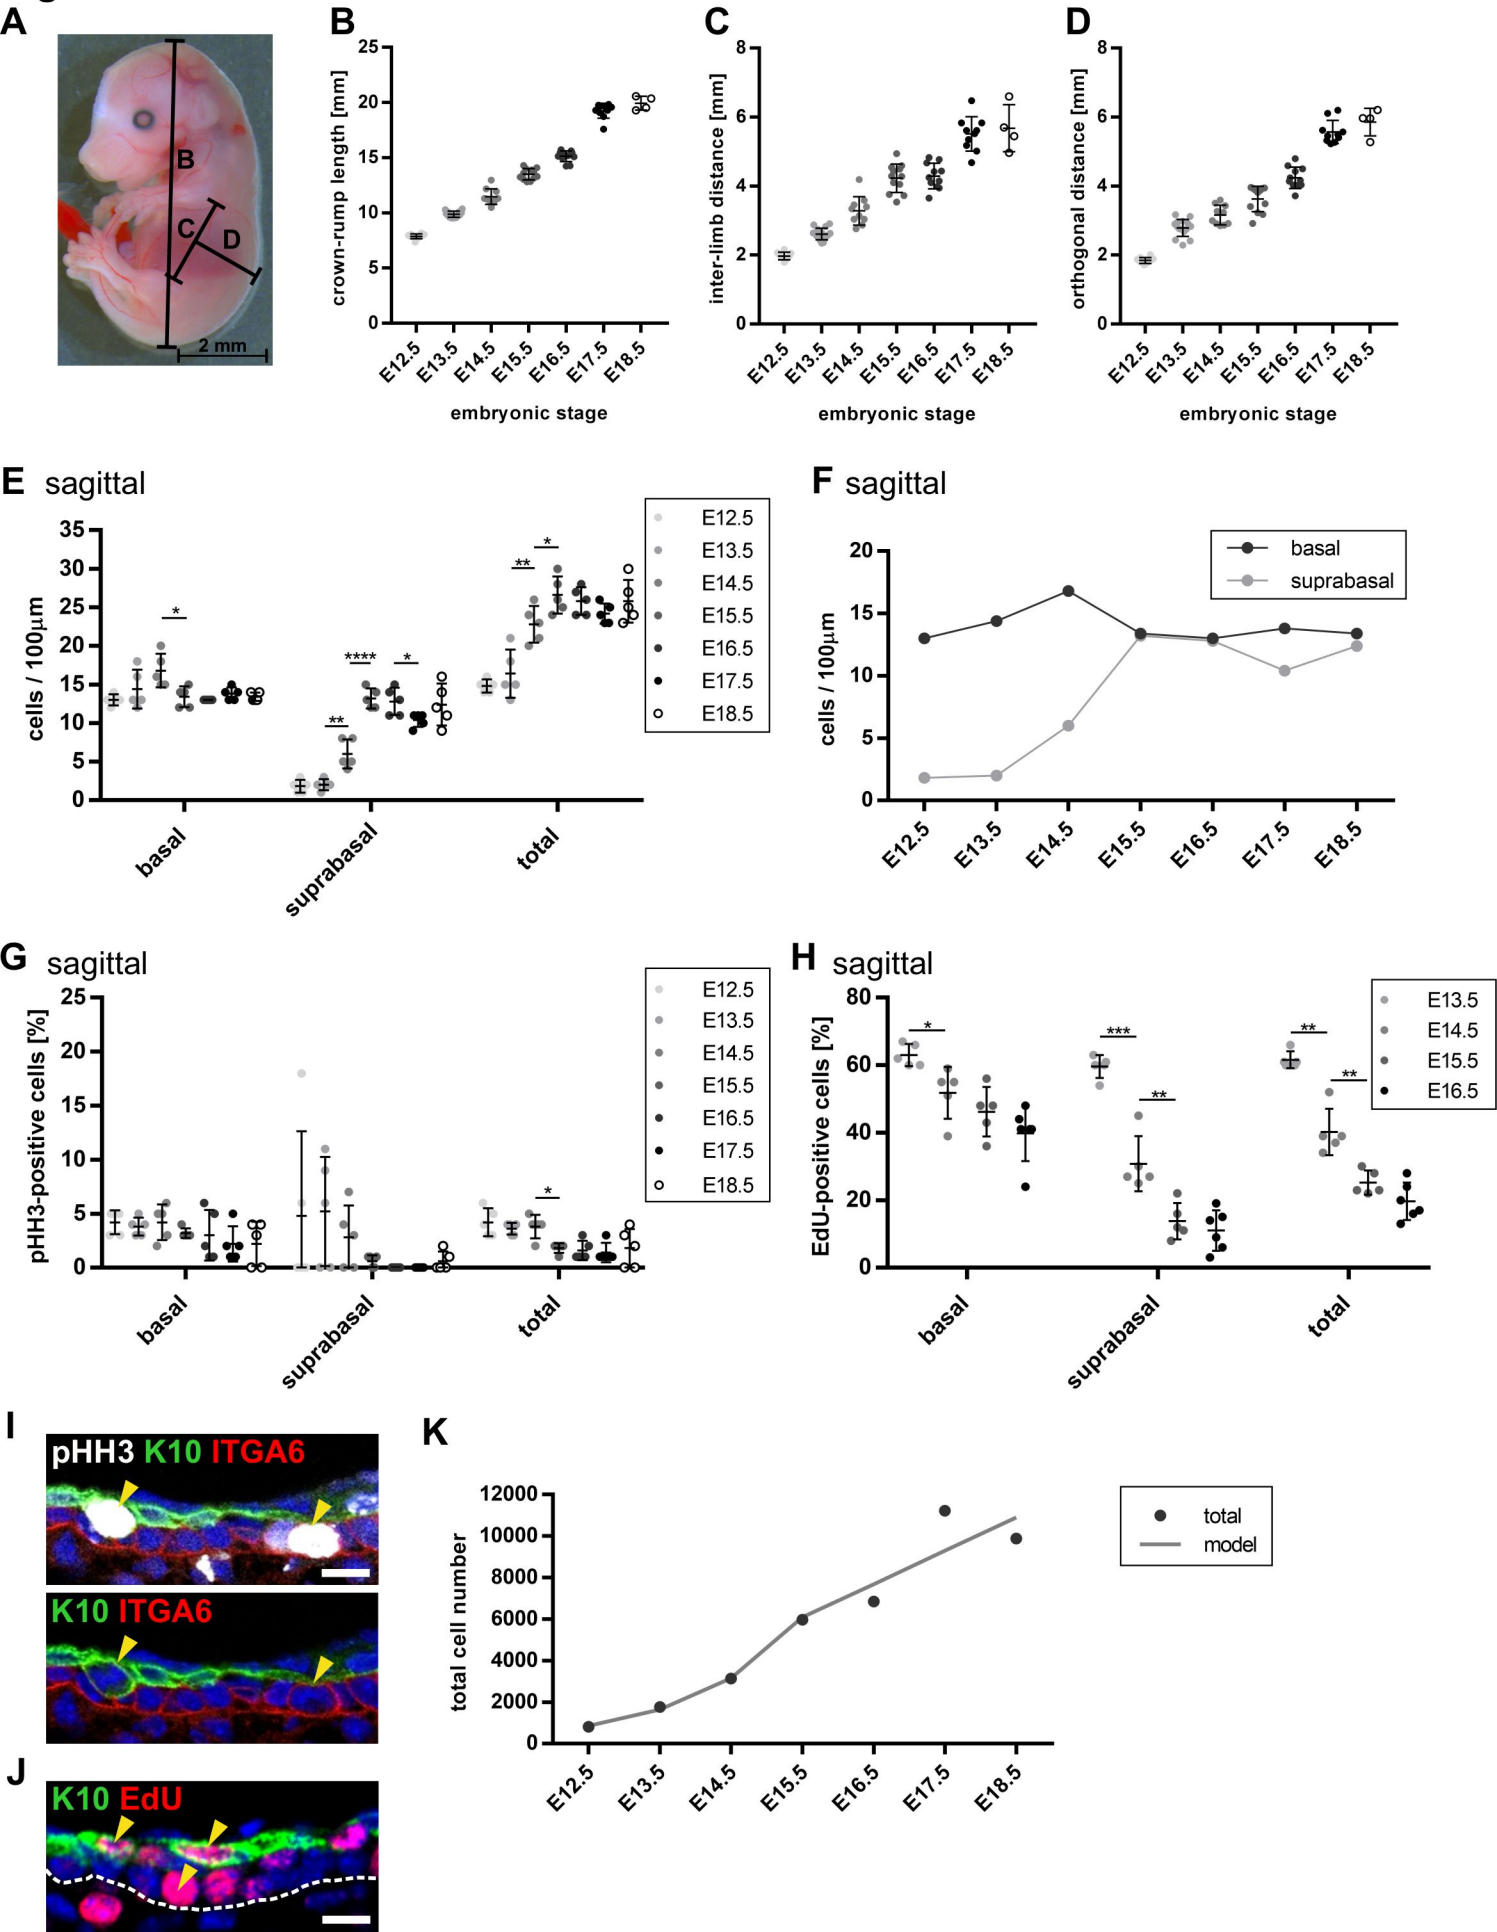 A
B
C
D
2 mm
B
crown-rump length [mm]
25
20
15
10
5
0
E12.5
E13.5
E14.5
E15.5
E16.5
E17.5
E18.5
embryonic stage
C
inter-limb distance [mm]
8
6
4
2
0
E12.5
E13.5
E14.5
E15.5
E16.5
E17.5
E18.5
embryonic stage
D
orthogonal distance [mm]
8
6
4
2
0
E12.5
E13.5
E14.5
E15.5
E16.5
E17.5
E18.5
embryonic stage
E sagittal
cells / 100µm
35
30
25
20
15
10
5
0
*
**
****
*
**
*
basal
suprabasal
total
E12.5
E13.5
E14.5
E15.5
E16.5
E17.5
E18.5
F sagittal
cells / 100µm
20
15
10
5
0
basal
suprabasal
E12.5
E13.5
E14.5
E15.5
E16.5
E17.5
E18.5
G sagittal
pHH3-positive cells [%]
25
20
15
10
5
0
*
basal
suprabasal
total
E12.5
E13.5
E14.5
E15.5
E16.5
E17.5
E18.5
H sagittal
EdU-positive cells [%]
80
60
40
20
0
*
***
**
**
**
basal
suprabasal
total
E13.5
E14.5
E15.5
E16.5
I
pHH3 K10 ITGA6
K10 ITGA6
J
K10 EdU
K
total cell number
12000
10000
8000
6000
4000
2000
0
E12.5
E13.5
E14.5
E15.5
E16.5
E17.5
E18.5
total
model